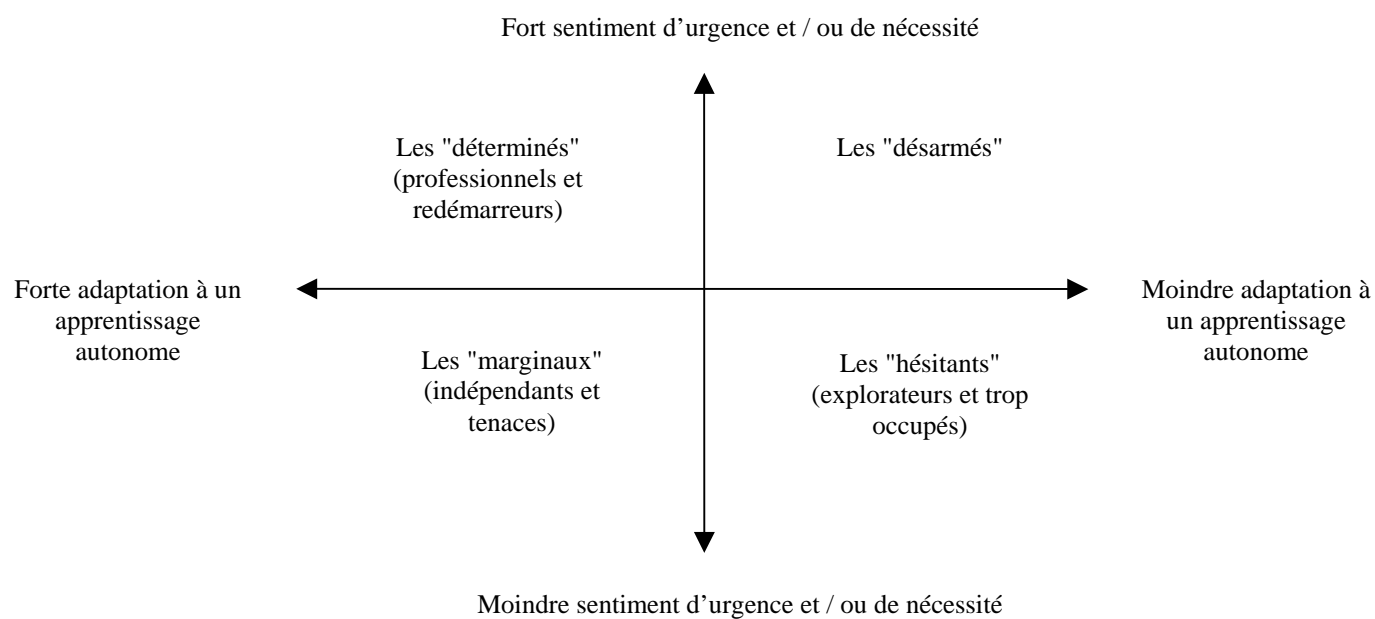 Fort sentiment d’urgence et / ou de nécessité
Les "déterminés"
(professionnels et
redémarreurs)
Les "désarmés"
Forte adaptation à un
apprentissage
autonome
Moindre adaptation à
un apprentissage
autonome
Les "marginaux"
(indépendants et
tenaces)
Les "hésitants"
(explorateurs et trop
occupés)
Moindre sentiment d’urgence et / ou de nécessité